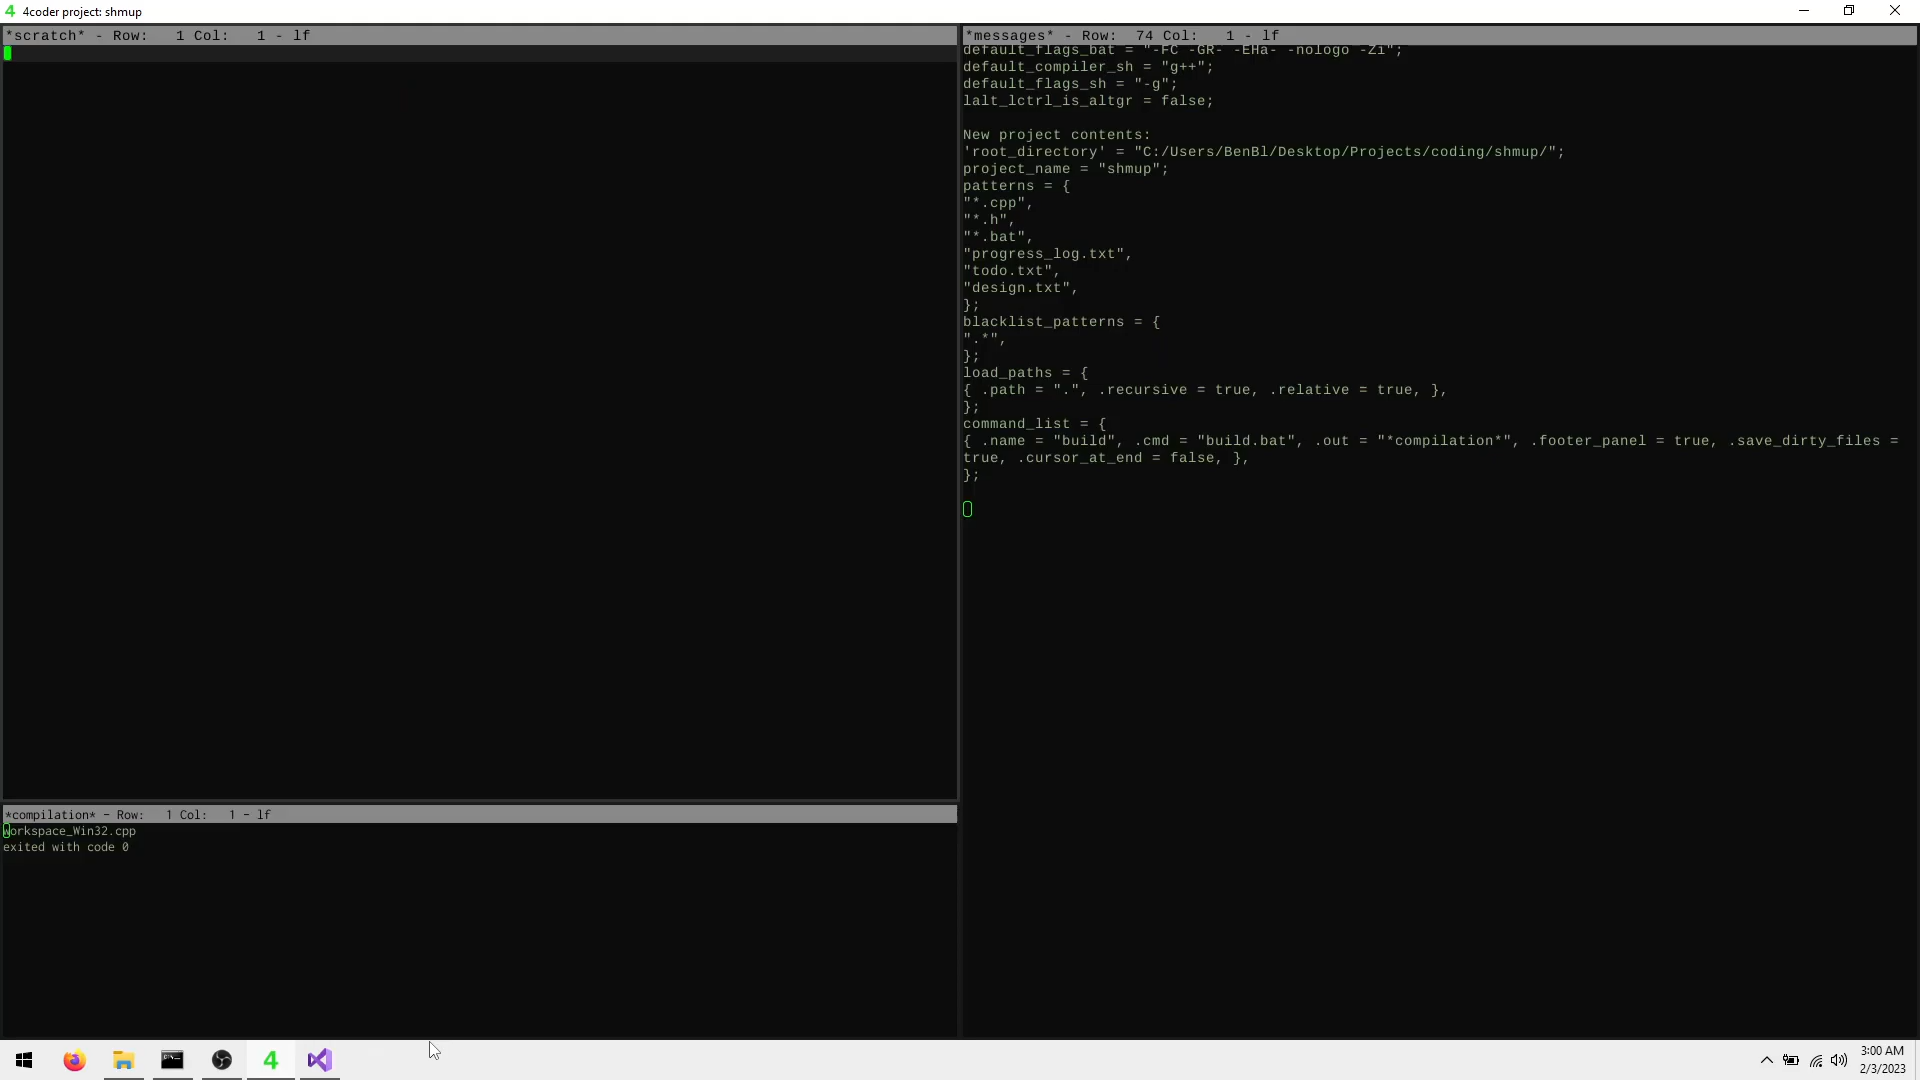 4 4coder project: shmup
*scratch* - Row:   1 Col:   1 - lf
*messages* - Row:  74 Col:   1 - lf
default_flags_bat = "-FC -GR- -EHa- -nologo -Zi";
default_compiler_sh = "g++";
default_flags_sh = "-g";
lalt_lctrl_is_altgr = false;
New project contents:
'root_directory' = "C:/Users/BenBl/Desktop/Projects/coding/shmup/";
project_name = "shmup";
patterns = {
"*.cpp",
"*.h",
"*.bat",
"progress_log.txt",
"todo.txt",
"design.txt",
};
blacklist_patterns = {
".*",
};
load_paths = {
{ .path = ".", .recursive = true, .relative = true, },
};
command_list = {
{ .name = "build", .cmd = "build.bat", .out = "*compilation*", .footer_panel = true, .save_dirty_files =
true, .cursor_at_end = false, },
};
*compilation* - Row:   1 Col:   1 - lf
workspace_Win32.cpp
exited with code 0
4
3:00 AM
2/3/2023